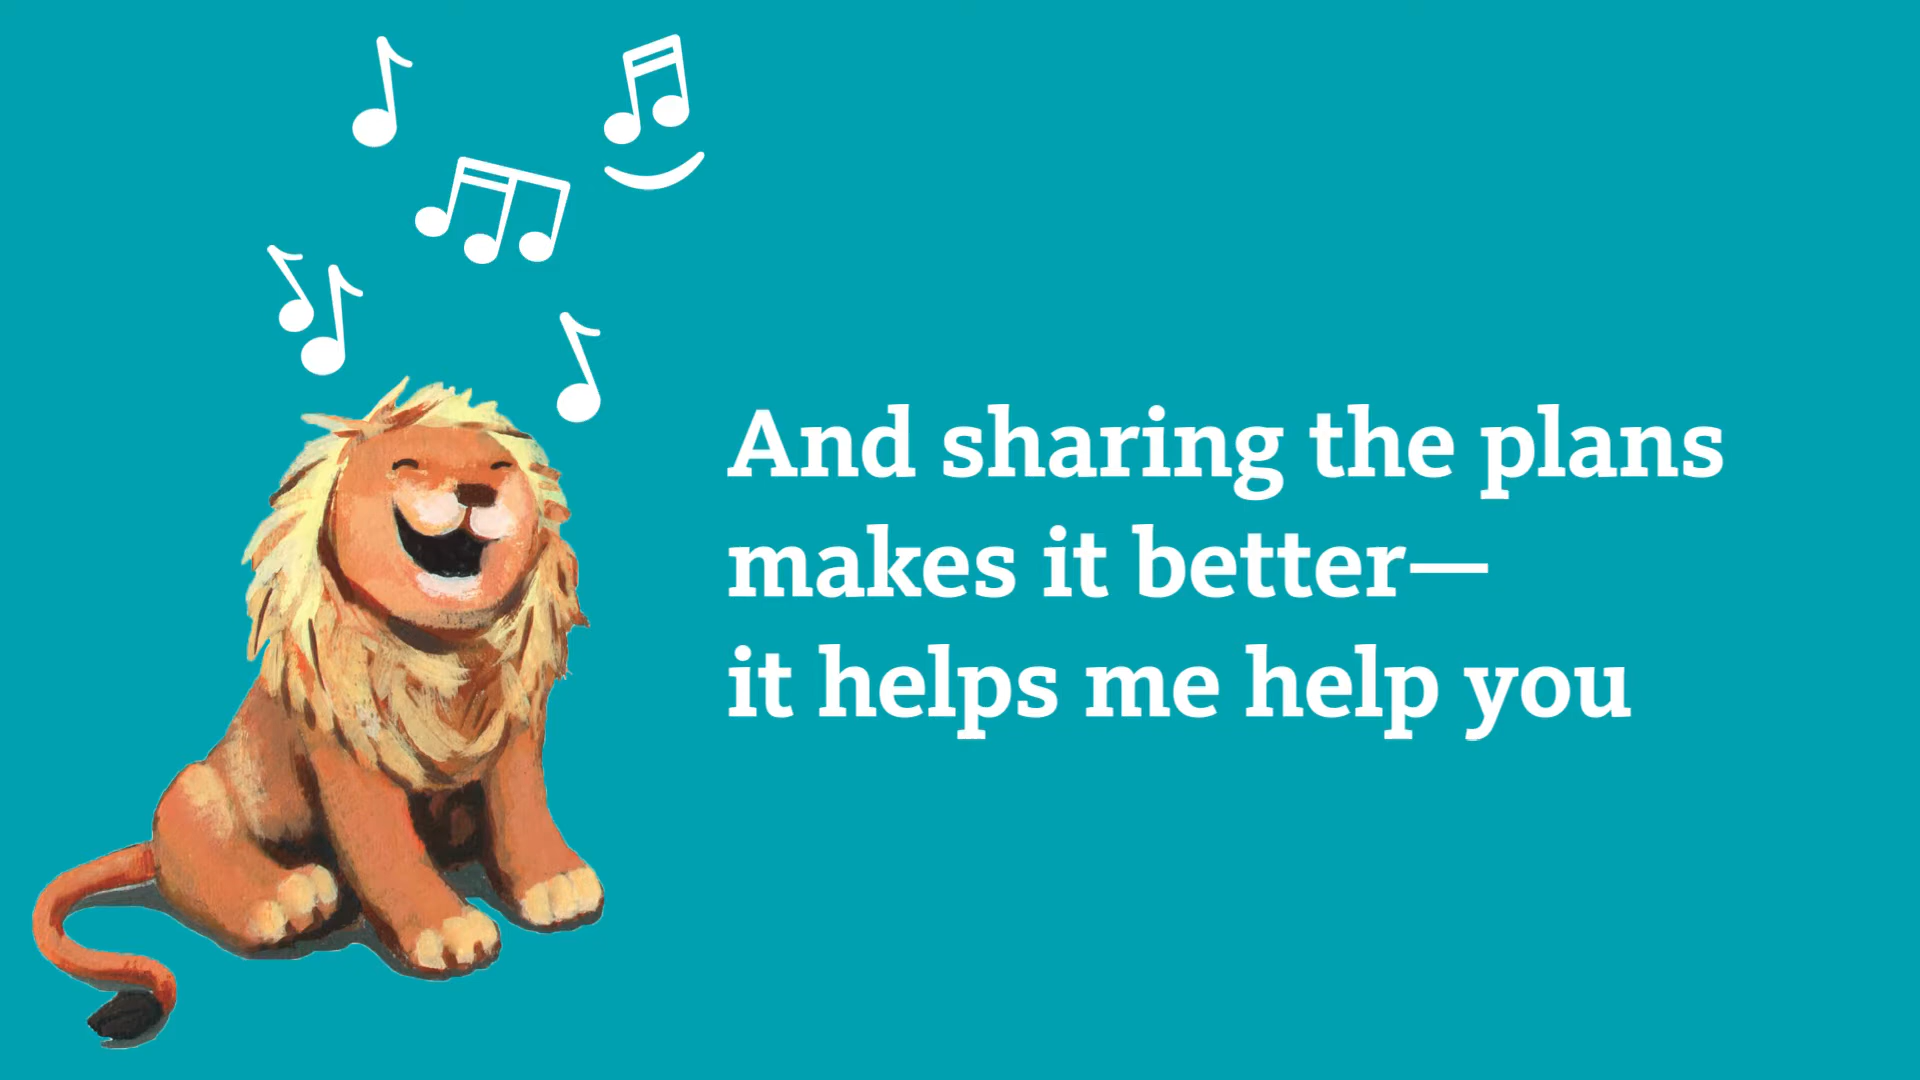 And sharing the plans
makes it better—
it helps me help you